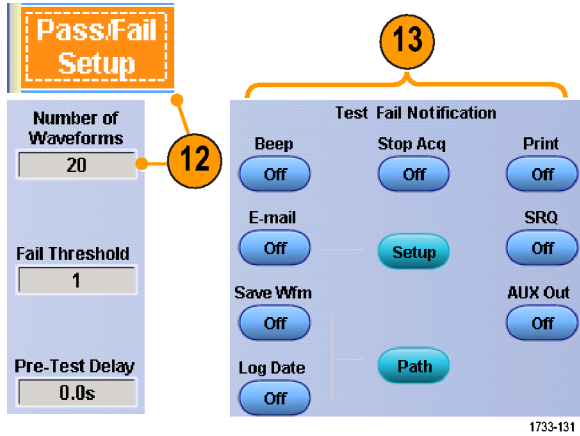 Pass/Fail
Setup
12
Number of
Waveforms
20
Fail Threshold
1
Pre-Test Delay
0.0s
13
Test Fail Notification
Beep
Stop Acq
Print
Off
Off
Off
E-mail
SRQ
Off
Setup
Off
Save Wfm
AUX Out
Off
Off
Log Date
Path
Off
1733-131